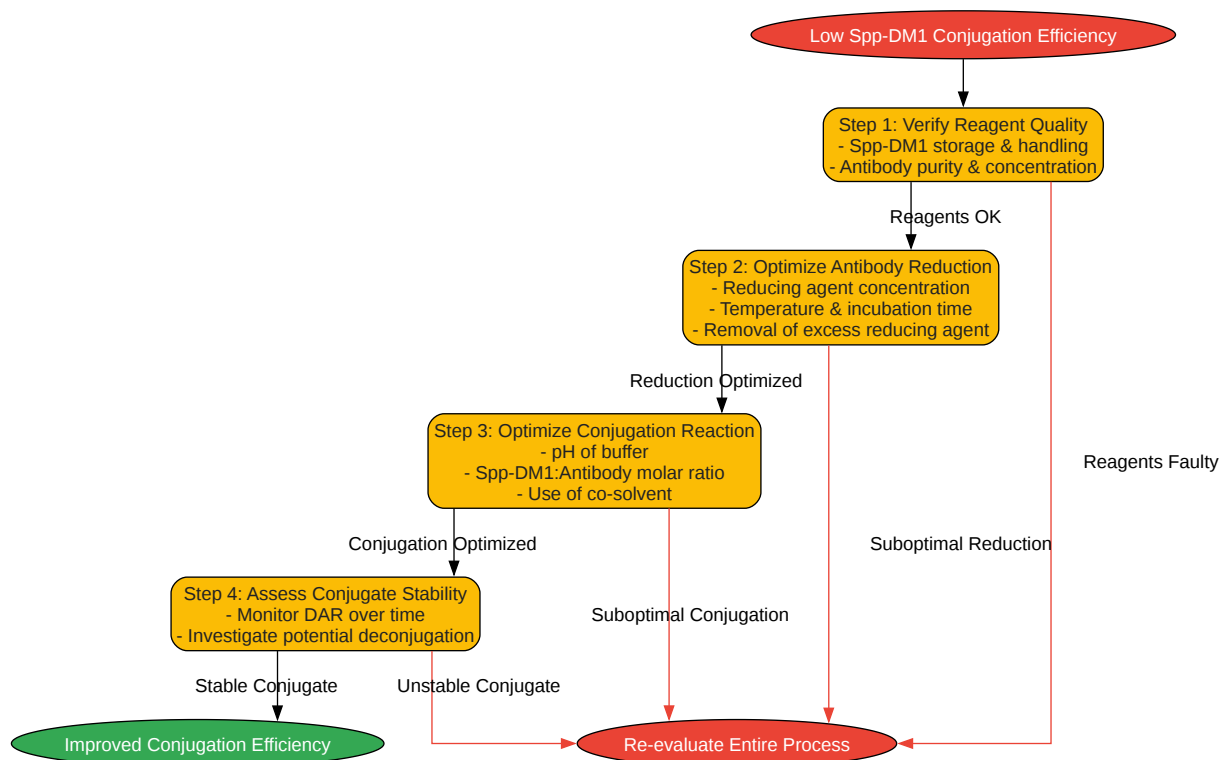 Low Spp-DM1 Conjugation Efficiency
Step 1: Verify Reagent Quality
- Spp-DM1 storage & handling
- Antibody purity & concentration
Reagents OK
Step 2: Optimize Antibody Reduction
- Reducing agent concentration
- Temperature & incubation time
- Removal of excess reducing agent
Reduction Optimized
Step 3: Optimize Conjugation Reaction
- pH of buffer
- Spp-DM1:Antibody molar ratio
- Use of co-solvent
Reagents Faulty
Conjugation Optimized
Suboptimal Reduction
Step 4: Assess Conjugate Stability
- Monitor DAR over time
- Investigate potential deconjugation
Suboptimal Conjugation
Stable Conjugate
Unstable Conjugate
Improved Conjugation Efficiency
Re-evaluate Entire Process